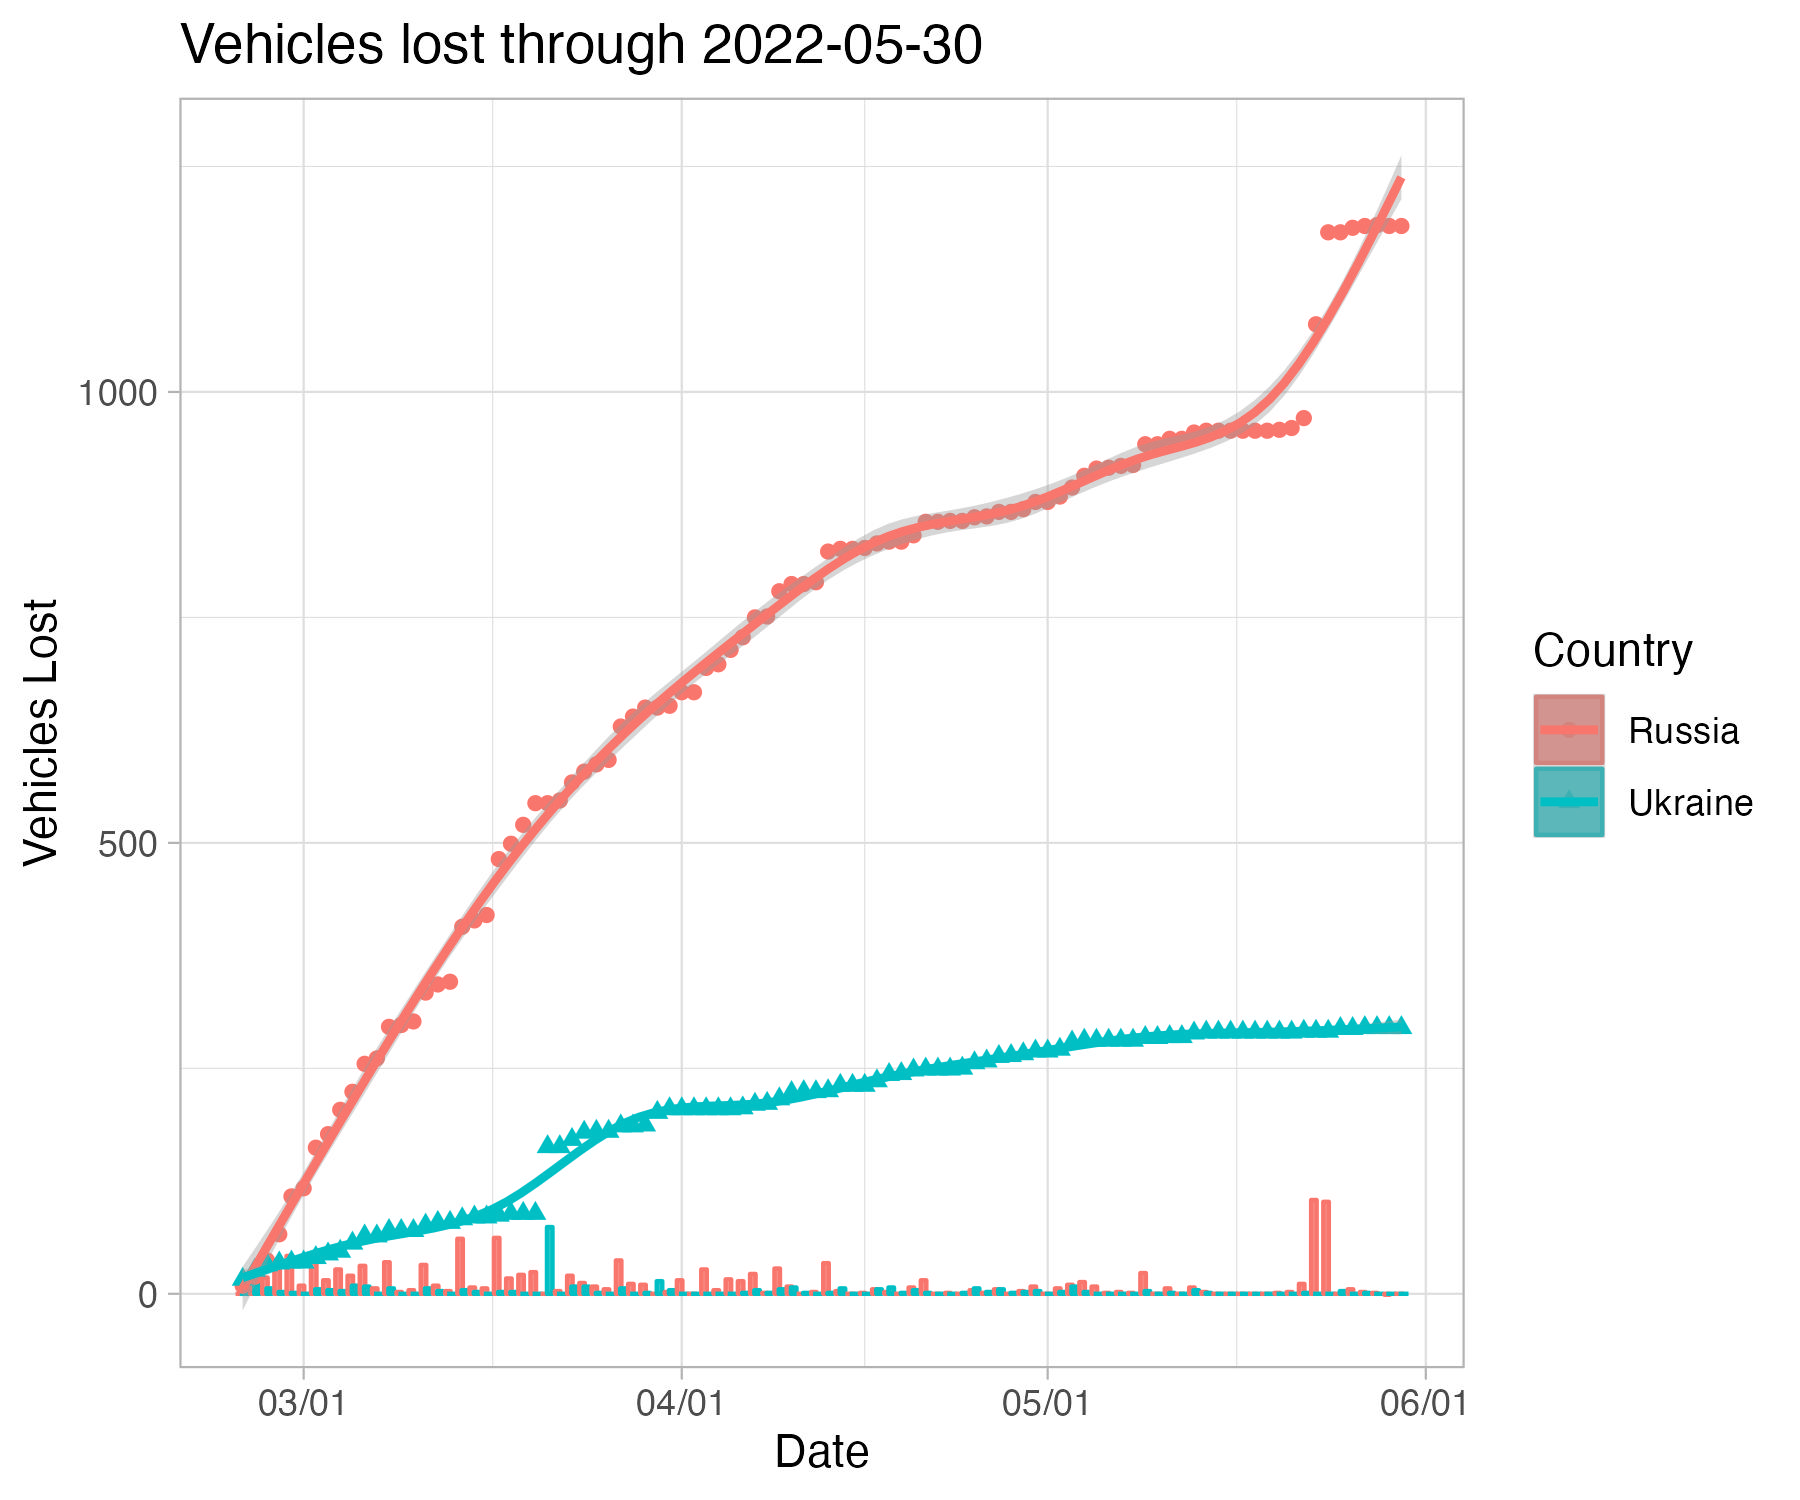 Vehicles lost through 2022-05-30
Vehicles Lost
1000
500
0
03/01
04/01
05/01
06/01
Date
Country
Russia
Ukraine